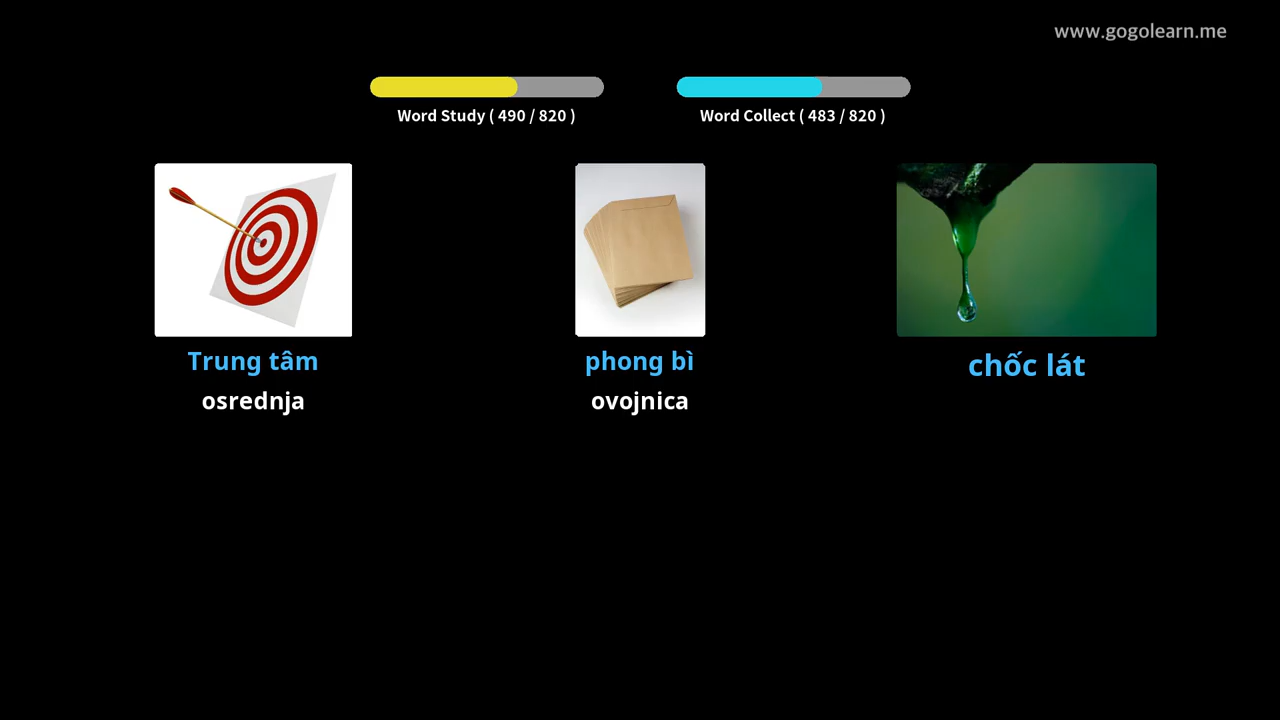 www.gogolearn.me
Word Study ( 490 / 820 )
Word Collect ( 483 / 820 )
Trung tâm
osrednja
phong bì
ovojnica
chốc lát